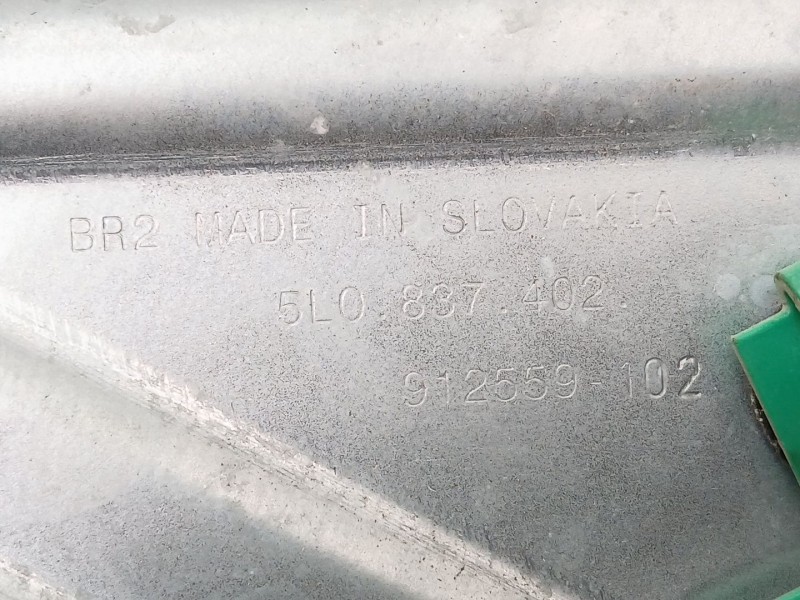 BR2 MADE IN SLOVAKIA
5L0.837.402.
912559-102